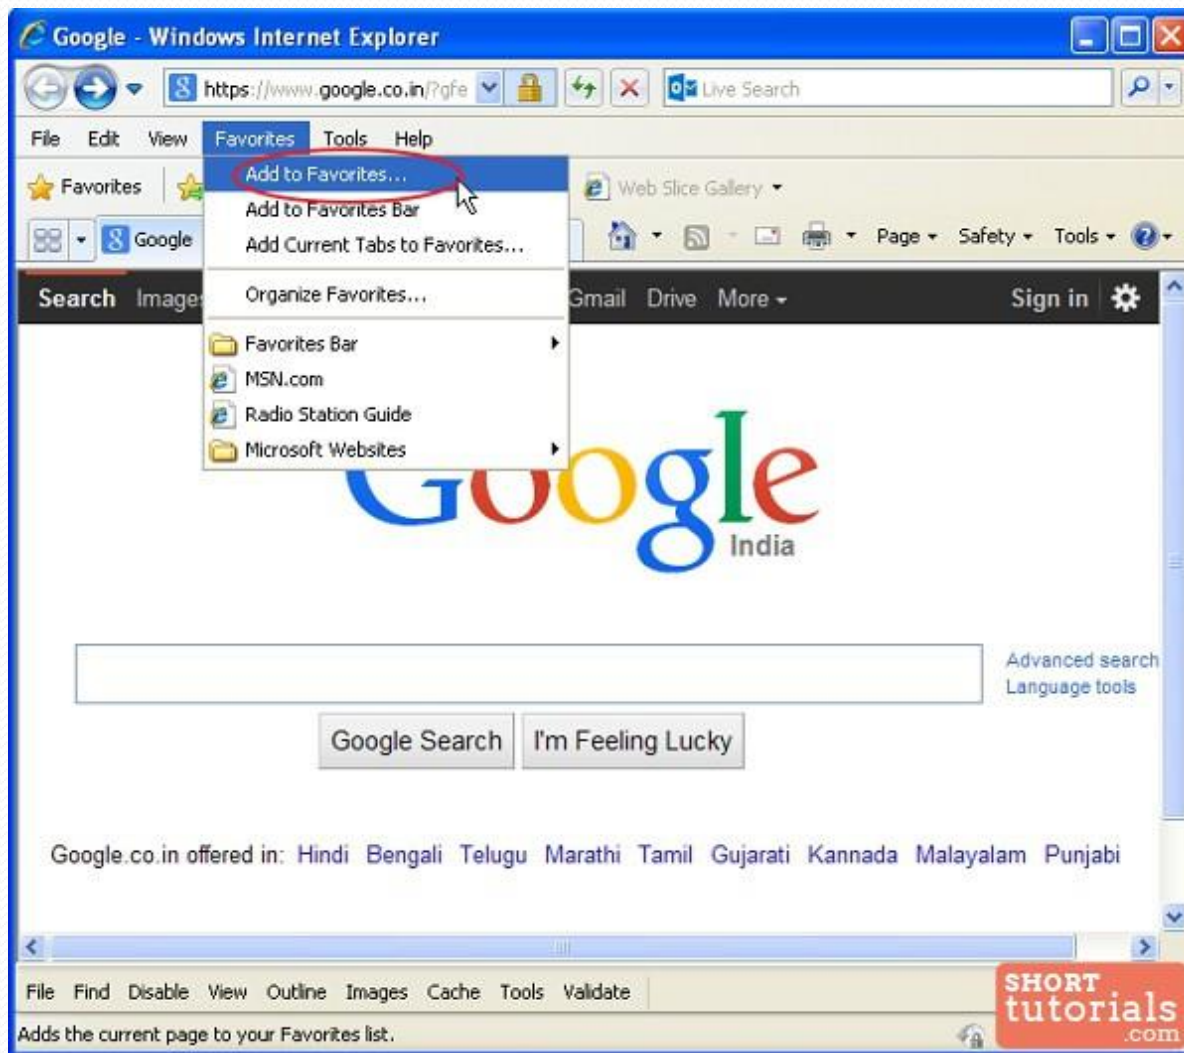 Google - Windows Internet Explorer
https://www.google.co.in/?gfe
Live Search
File Edit View Favorites Tools Help
Favorites
Add to Favorites...
Web Slice Gallery
Add to Favorites Bar
Google
Add Current Tabs to Favorites...
Page Safety Tools
Organize Favorites...
Search Images Gmail Drive More Sign in
Favorites Bar
MSN.com
Radio Station Guide
Microsoft Websites
Google
India
Advanced search
Language tools
Google Search I'm Feeling Lucky
Google.co.in offered in: Hindi Bengali Telugu Marathi Tamil Gujarati Kannada Malayalam Punjabi
File Find Disable View Outline Images Cache Tools Validate
Adds the current page to your Favorites list.
SHORT
tutorials
.com